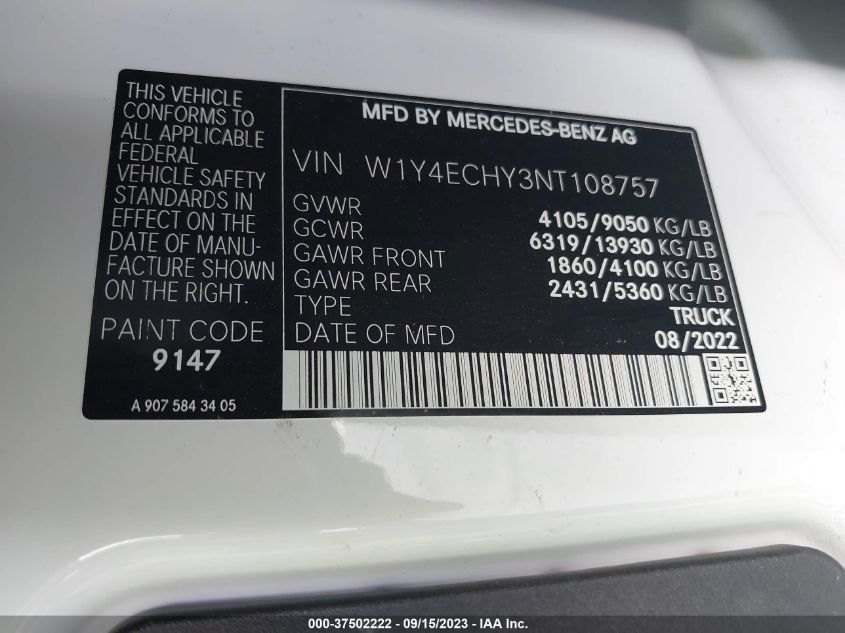 THIS VEHICLE
CONFORMS TO
ALL APPLICABLE
FEDERAL
VEHICLE SAFETY
STANDARDS IN
EFFECT ON THE
DATE OF MANU-
FACTURE SHOWN
ON THE RIGHT.
PAINT CODE
9147
A 907 584 34 05
MFD BY MERCEDES-BENZ AG
VIN W1Y4ECHY3NT108757
GVWR 4105/9050 KG/LB
GCWR 6319/13930 KG/LB
GAWR FRONT 1860/4100 KG/LB
GAWR REAR 2431/5360 KG/LB
TYPE TRUCK
DATE OF MFD 08/2022
000-37502222 - 09/15/2023 - IAAI.com